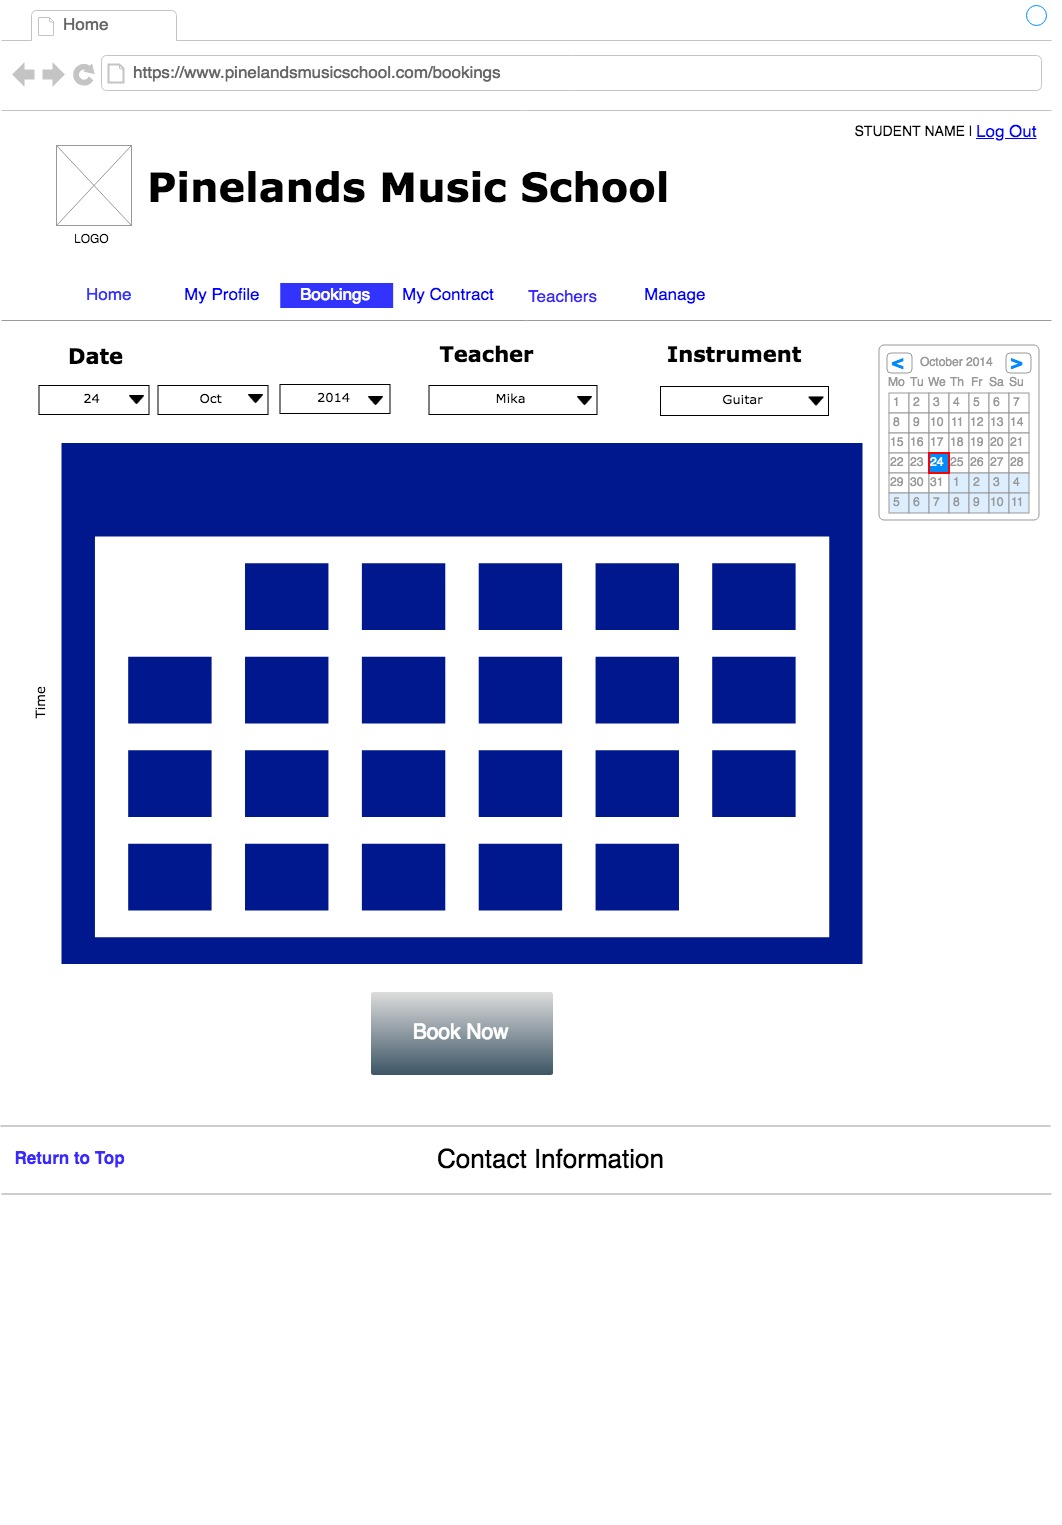 Home
https://www.pinelandsmusicschool.com/bookings
STUDENT NAME | Log Out
Pinelands Music School
LOGO
Home My Profile Bookings My Contract Teachers Manage
Date Teacher Instrument
24 Oct 2014 Mika Guitar
< October 2014 >
Mo Tu We Th Fr Sa Su
1 2 3 4 5 6 7
8 9 10 11 12 13 14
15 16 17 18 19 20 21
22 23 24 25 26 27 28
29 30 31 1 2 3 4
5 6 7 8 9 10 11
Time
Book Now
Return to Top Contact Information